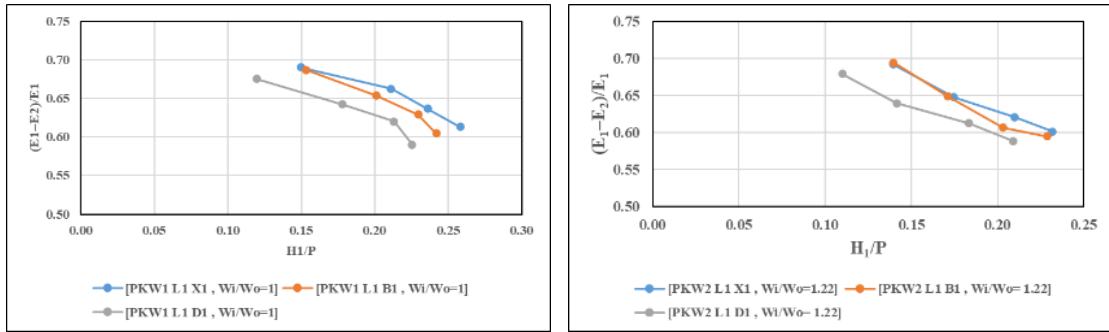 0.75
0.70
0.65
0.60
0.55
0.50
(E1−E2)/E1
0.00 0.05 0.10 0.15 0.20 0.25 0.30
H1/P
[PKW1 L1 X1 , Wi/Wo=1] [PKW1 L1 B1 , Wi/Wo=1]
[PKW1 L1 D1 , Wi/Wo=1]
0.75
0.70
0.65
0.60
0.55
0.50
(E₁−E₂)/E₁
0.00 0.05 0.10 0.15 0.20 0.25
H₁/P
[PKW2 L1 X1 , Wi/Wo=1.22] [PKW2 L1 B1 , Wi/Wo= 1.22]
[PKW2 L1 D1 , Wi/Wo= 1.22]